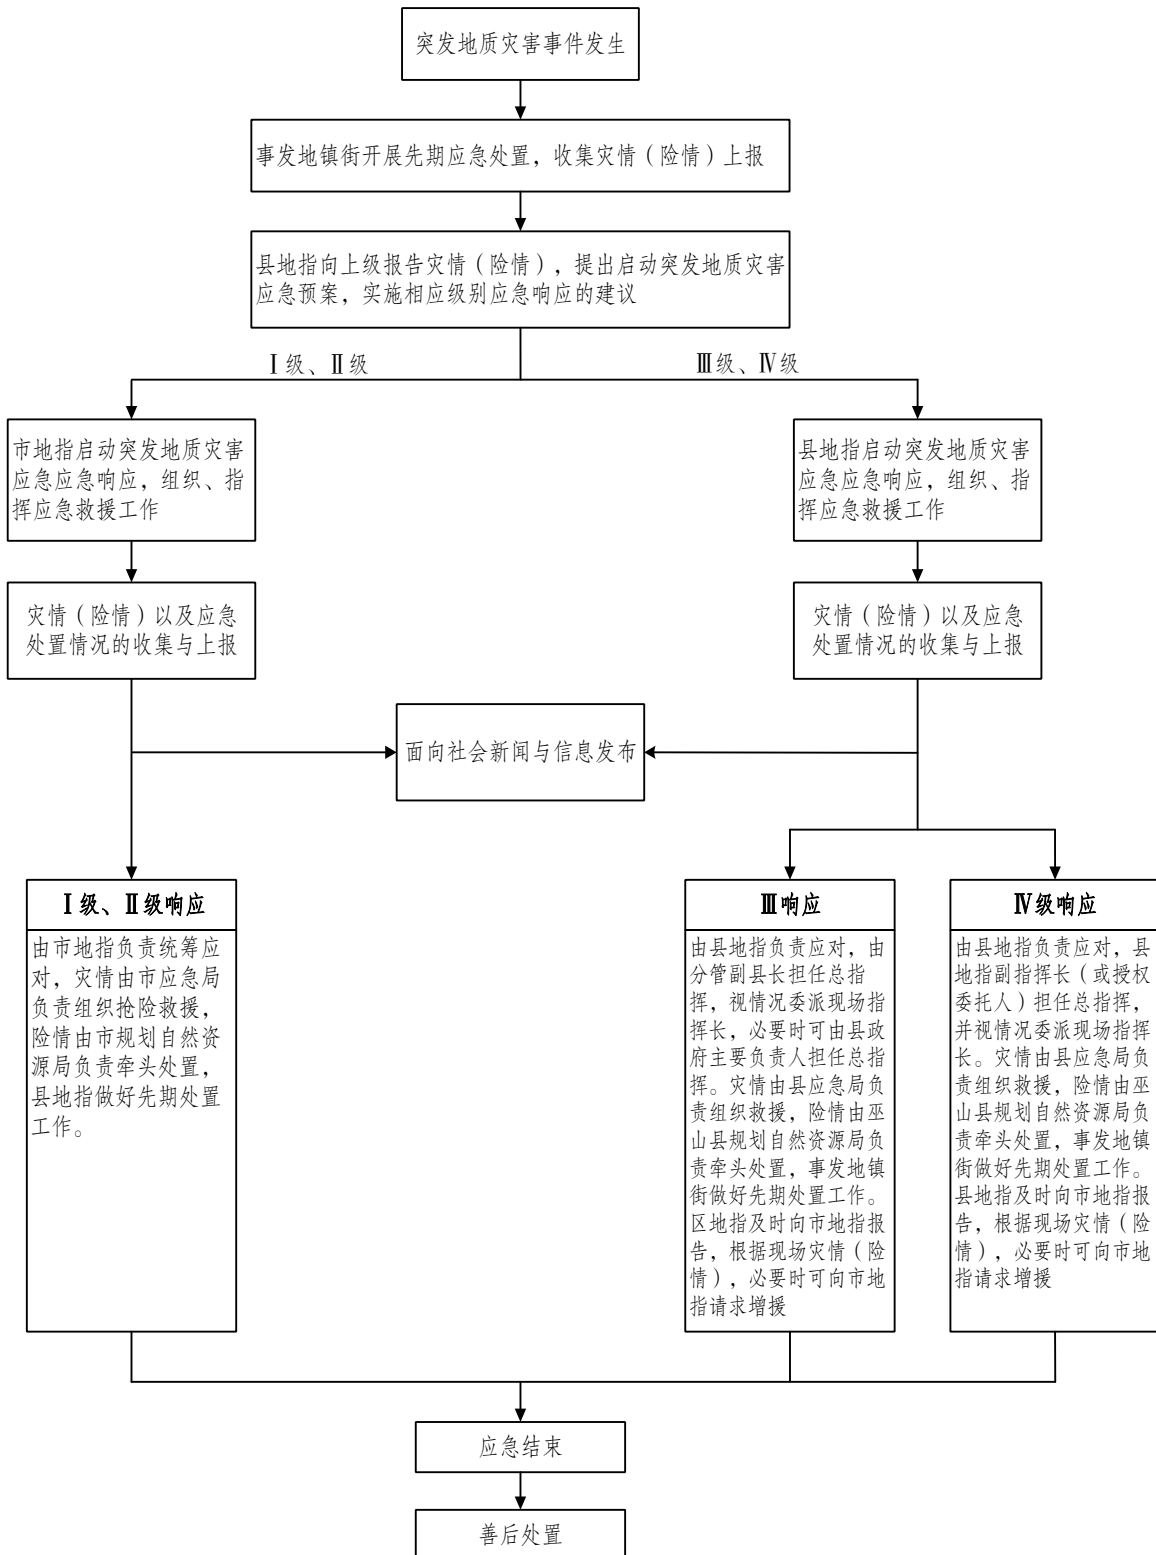 突发地质灾害事件发生
事发地镇街开展先期应急处置，收集灾情（险情）上报
县地指向上级报告灾情（险情），提出启动突发地质灾害
应急预案，实施相应级别应急响应的建议
Ⅰ级、Ⅱ级
Ⅲ级、Ⅳ级
市地指启动突发地质灾害
应急应急响应，组织、指
挥应急救援工作
县地指启动突发地质灾害
应急应急响应，组织、指
挥应急救援工作
灾情（险情）以及应急
处置情况的收集与上报
灾情（险情）以及应急
处置情况的收集与上报
面向社会新闻与信息发布
Ⅰ级、Ⅱ级响应
由市地指负责统筹应
对，灾情由市应急局
负责组织抢险救援，
险情由市规划自然资
源局负责牵头处置，
县地指做好先期处置
工作。
Ⅲ响应
由县地指负责应对，由
分管副县长担任总指
挥，视情况委派现场指
挥长，必要时可由县政
府主要负责人担任总指
挥。灾情由县应急局负
责组织救援，险情由巫
山县规划自然资源局负
责牵头处置，事发地镇
街做好先期处置工作。
区地指及时向市地指报
告，根据现场灾情（险
情），必要时可向市地
指请求增援
Ⅳ级响应
由县地指负责应对，县
地指副指挥长（或授权
委托人）担任总指挥，
并视情况委派现场指挥
长。灾情由县应急局负
责组织救援，险情由巫
山县规划自然资源局负
责牵头处置，事发地镇
街做好先期处置工作。
县地指及时向市地指报
告，根据现场灾情（险
情），必要时可向市地
指请求增援
应急结束
善后处置